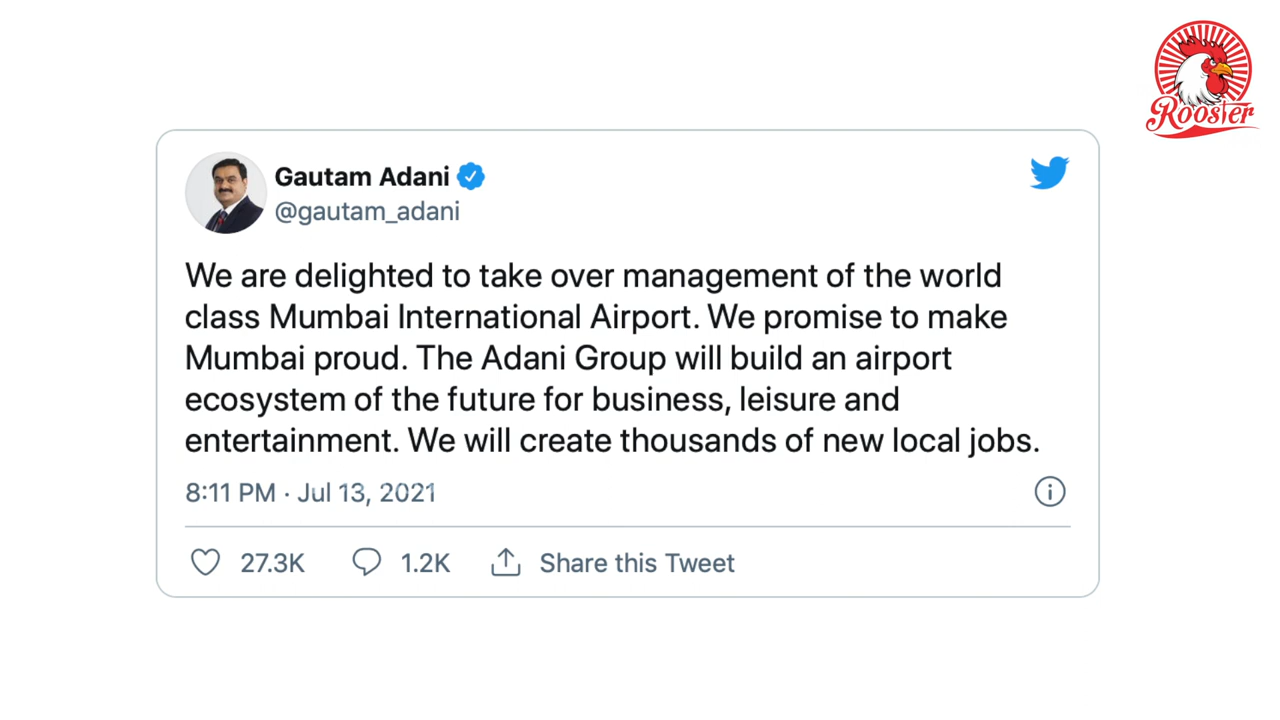 Rooster
Gautam Adani
@gautam_adani
We are delighted to take over management of the world
class Mumbai International Airport. We promise to make
Mumbai proud. The Adani Group will build an airport
ecosystem of the future for business, leisure and
entertainment. We will create thousands of new local jobs.
8:11 PM · Jul 13, 2021
27.3K 1.2K Share this Tweet